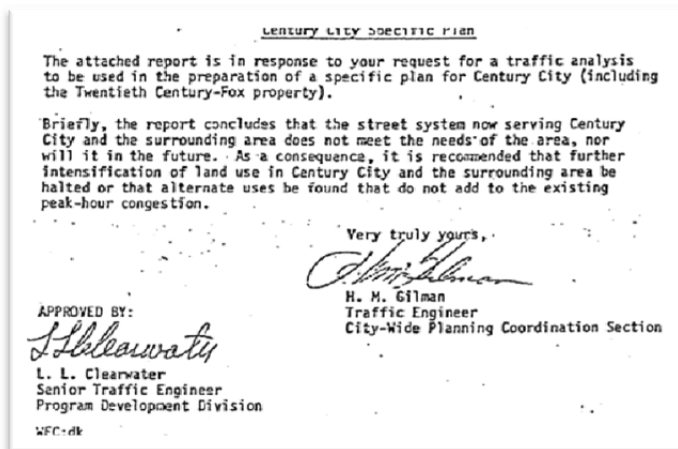 Century City Specific Plan
The attached report is in response to your request for a traffic analysis
to be used in the preparation of a specific plan for Century City (including
the Twentieth Century-Fox property).
Briefly, the report concludes that the street system now serving Century
City and the surrounding area does not meet the needs of the area, nor
will it in the future. As a consequence, it is recommended that further
intensification of land use in Century City and the surrounding area be
halted or that alternate uses be found that do not add to the existing
peak-hour congestion.
Very truly yours,
H. M. Gilman
H. M. Gilman
Traffic Engineer
City-Wide Planning Coordination Section
APPROVED BY:
L L Clearwater
L. L. Clearwater
Senior Traffic Engineer
Program Development Division
WFC:dk